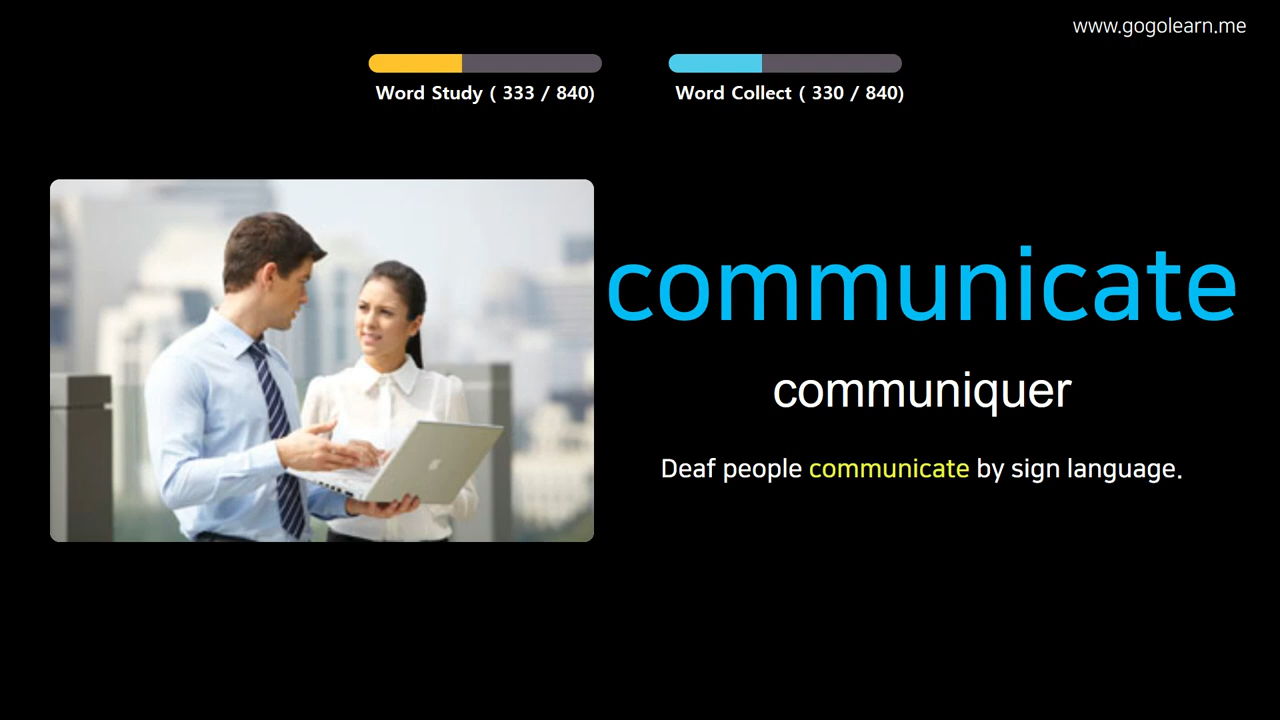 www.gogolearn.me
Word Study ( 333 / 840)
Word Collect ( 330 / 840)
communicate
communiquer
Deaf people communicate by sign language.